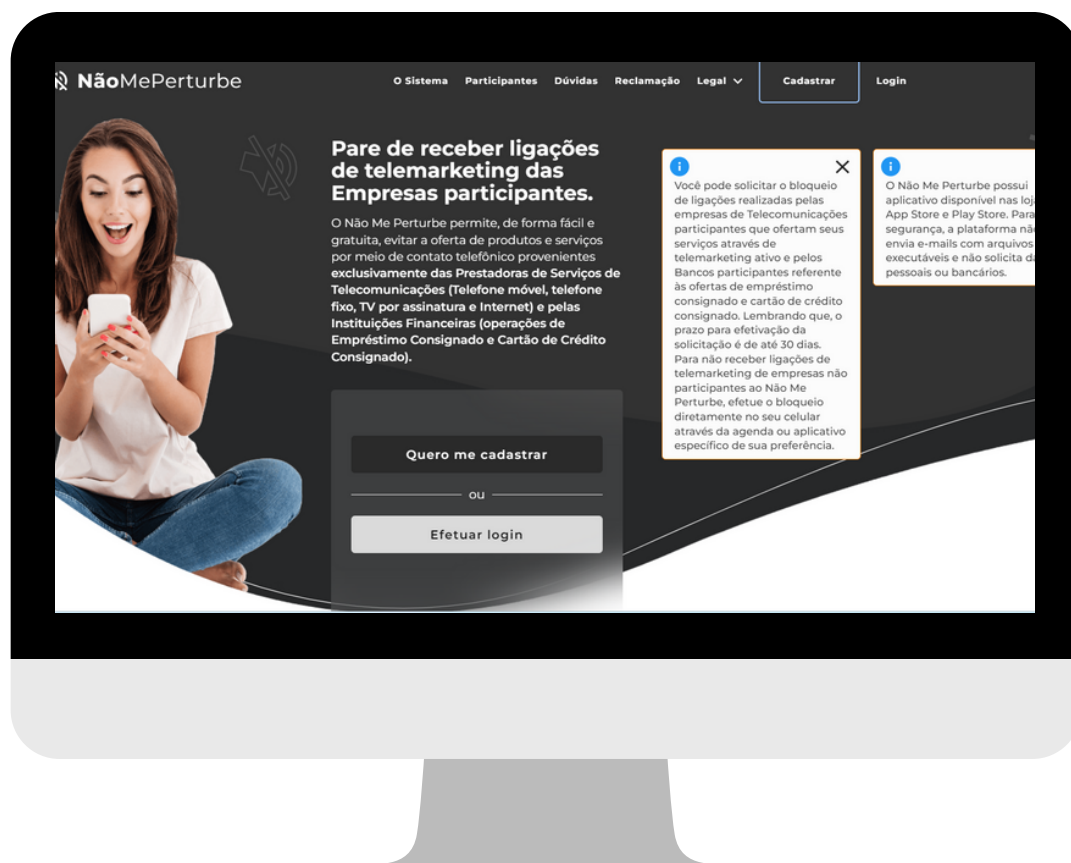 NãoMePerturbe
O Sistema Participantes Dúvidas Reclamação Legal Cadastrar Login
Pare de receber ligações
de telemarketing das
Empresas participantes.
O Não Me Perturbe permite, de forma fácil e
gratuita, evitar a oferta de produtos e serviços
por meio de contato telefônico provenientes
exclusivamente das Prestadoras de Serviços de
Telecomunicações (Telefone móvel, telefone
fixo, TV por assinatura e Internet) e pelas
Instituições Financeiras (operações de
Empréstimo Consignado e Cartão de Crédito
Consignado).
Quero me cadastrar
ou
Efetuar login
Você pode solicitar o bloqueio
de ligações realizadas pelas
empresas de Telecomunicações
participantes que ofertam seus
serviços através de
telemarketing ativo e pelos
Bancos participantes referente
às ofertas de empréstimo
consignado e cartão de crédito
consignado. Lembrando que, o
prazo para efetivação da
solicitação é de até 30 dias.
Para não receber ligações de
telemarketing de empresas não
participantes ao Não Me
Perturbe, efetue o bloqueio
diretamente no seu celular
através da agenda ou aplicativo
específico de sua preferência.
O Não Me Perturbe possui
aplicativo disponível nas
App Store e Play Store. Para
segurança, a plataforma
envia e-mails com arquivos
executáveis e não solicita
pessoais ou bancários.